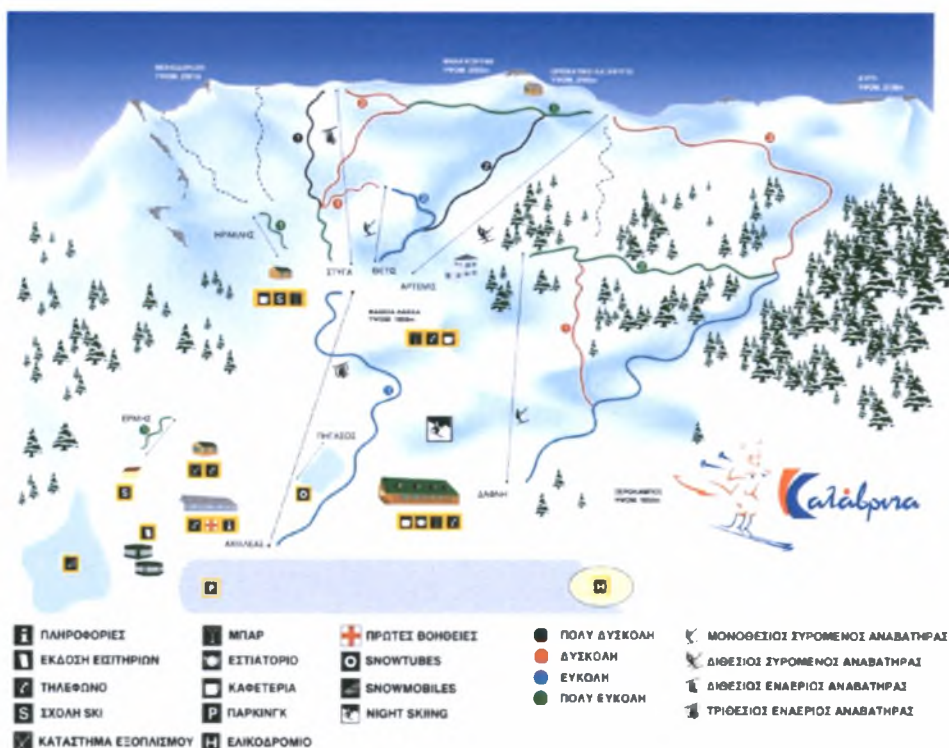 ΗΡΑΚΛΗΣ
ΣΤΥΓΑ
ΘΕΤΙΣ
ΑΡΤΕΜΙΣ
ΕΡΜΗΣ
ΠΗΓΑΣΟΣ
ΔΑΦΝΗ
ΑΧΙΛΛΕΑΣ
Καλάβρυτα
ΠΛΗΡΟΦΟΡΙΕΣ
ΕΚΔΟΣΗ ΕΙΣΙΤΗΡΙΩΝ
ΤΗΛΕΦΩΝΟ
S ΣΧΟΛΗ SKI
ΚΑΤΑΣΤΗΜΑ ΕΞΟΠΛΙΣΜΟΥ
ΜΠΑΡ
ΕΣΤΙΑΤΟΡΙΟ
ΚΑΦΕΤΕΡΙΑ
P ΠΑΡΚΙΝΓΚ
H ΕΛΙΚΟΔΡΟΜΙΟ
ΠΡΩΤΕΣ ΒΟΗΘΕΙΕΣ
SNOWTUBES
SNOWMOBILES
NIGHT SKIING
ΠΟΛΥ ΔΥΣΚΟΛΗ
ΔΥΣΚΟΛΗ
ΕΥΚΟΛΗ
ΠΟΛΥ ΕΥΚΟΛΗ
ΜΟΝΟΘΕΣΙΟΣ ΣΥΡΟΜΕΝΟΣ ΑΝΑΒΑΤΗΡΑΣ
ΔΙΘΕΣΙΟΣ ΣΥΡΟΜΕΝΟΣ ΑΝΑΒΑΤΗΡΑΣ
ΔΙΘΕΣΙΟΣ ΕΝΑΕΡΙΟΣ ΑΝΑΒΑΤΗΡΑΣ
ΤΡΙΘΕΣΙΟΣ ΕΝΑΕΡΙΟΣ ΑΝΑΒΑΤΗΡΑΣ